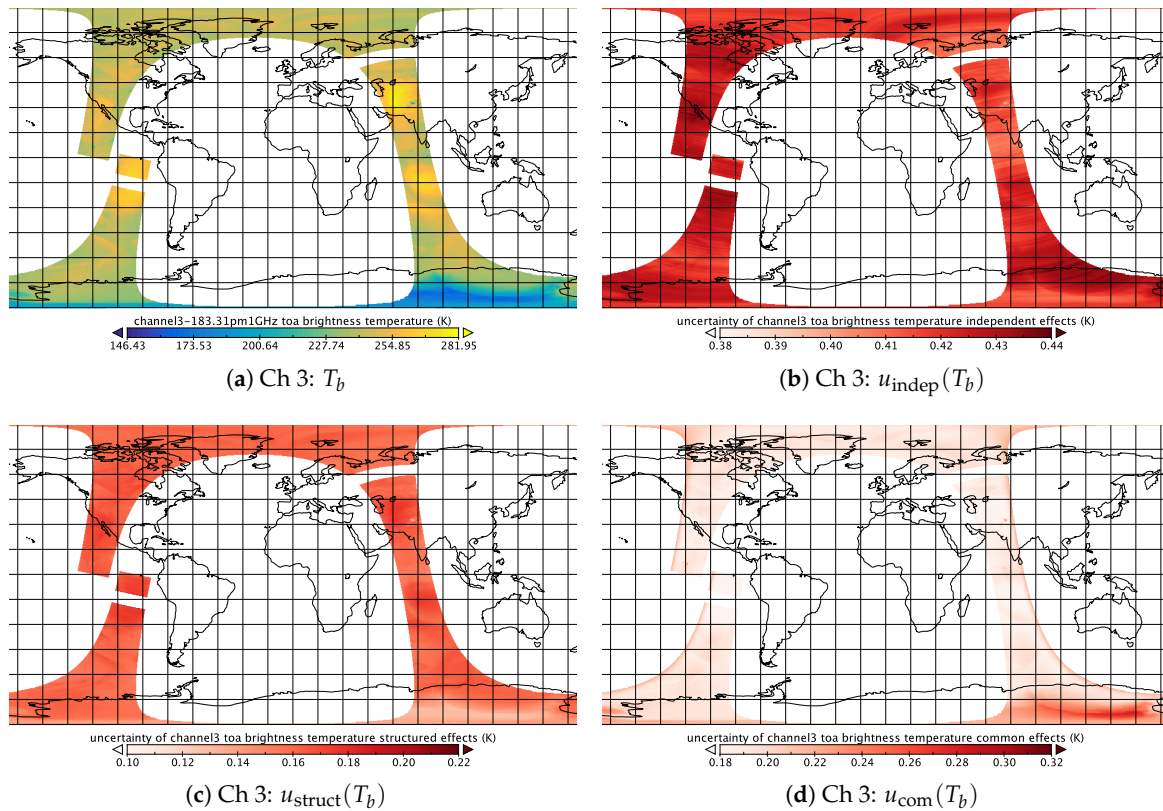 channel3-183.31pm1GHz toa brightness temperature (K)
146.43 173.53 200.64 227.74 254.85 281.95
(a) Ch 3: T_b
uncertainty of channel3 toa brightness temperature independent effects (K)
0.38 0.39 0.40 0.41 0.42 0.43 0.44
(b) Ch 3: u_indep(T_b)
uncertainty of channel3 toa brightness temperature structured effects (K)
0.10 0.12 0.14 0.16 0.18 0.20 0.22
(c) Ch 3: u_struct(T_b)
uncertainty of channel3 toa brightness temperature common effects (K)
0.18 0.20 0.22 0.24 0.26 0.28 0.30 0.32
(d) Ch 3: u_com(T_b)